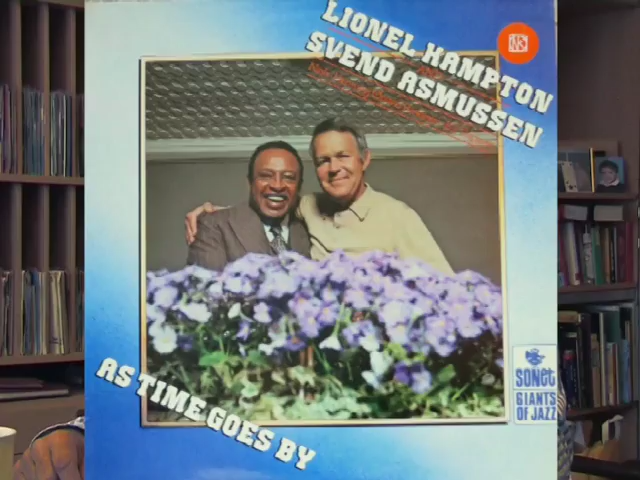 LIONEL HAMPTON
SVEND ASMUSSEN
AS TIME GOES BY
SONET
GIANTS
OF JAZZ